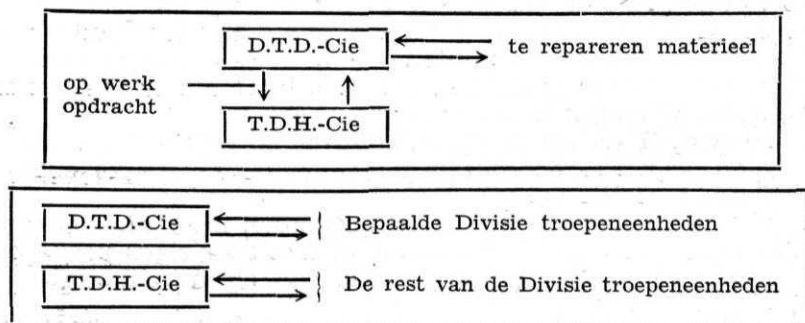 D.T.D.-Cie
te repareren materieel
op werk
opdracht
T.D.H.-Cie
D.T.D.-Cie
Bepaalde Divisie troepeneenheden
T.D.H.-Cie
De rest van de Divisie troepeneenheden